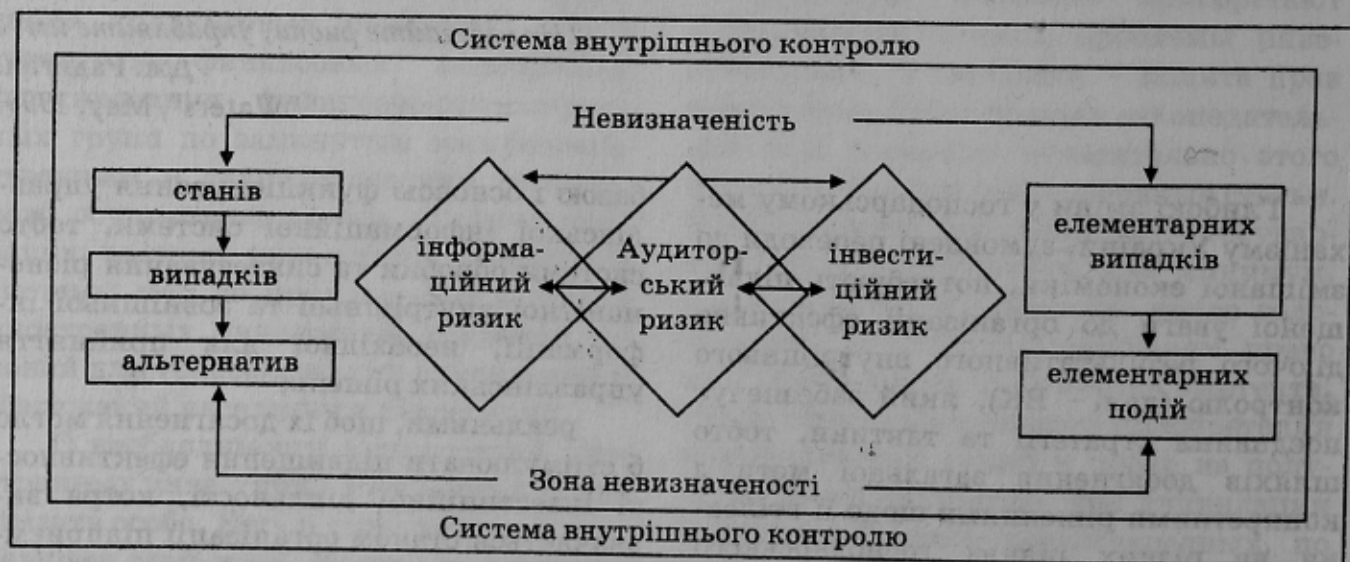 Система внутрішнього контролю
Невизначеність
станів
випадків
альтернатив
інформа-
ційний
ризик
Аудитор-
ський
ризик
інвести-
ційний
ризик
елементарних
випадків
елементарних
подій
Зона невизначеності
Система внутрішнього контролю